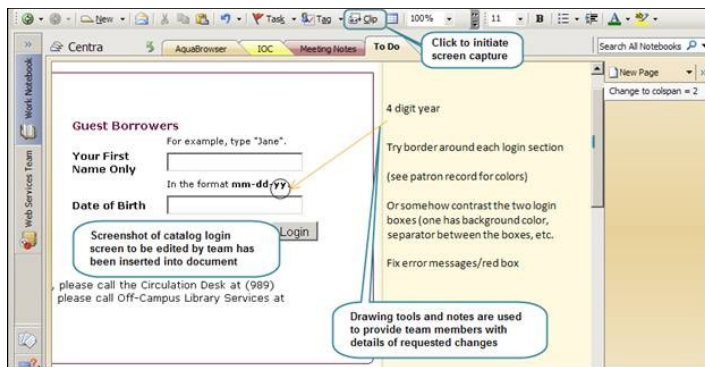 New
Task
Tag
Clip
100%
11
B
A
Centra
AquaBrowser
IOC
Meeting Notes
To Do
Click to initiate
screen capture
Search All Notebooks
New Page
Change to colspan = 2
Work Notebook
Web Services Team
Guest Borrowers
For example, type "Jane".
Your First
Name Only
In the format mm-dd-yy.
Date of Birth
Login
Screenshot of catalog login
screen to be edited by team has
been inserted into document
, please call the Circulation Desk at (989)
please call Off-Campus Library Services at
4 digit year
Try border around each login section
(see patron record for colors)
Or somehow contrast the two login
boxes (one has background color,
separator between the boxes, etc.
Fix error messages/red box
Drawing tools and notes are used
to provide team members with
details of requested changes